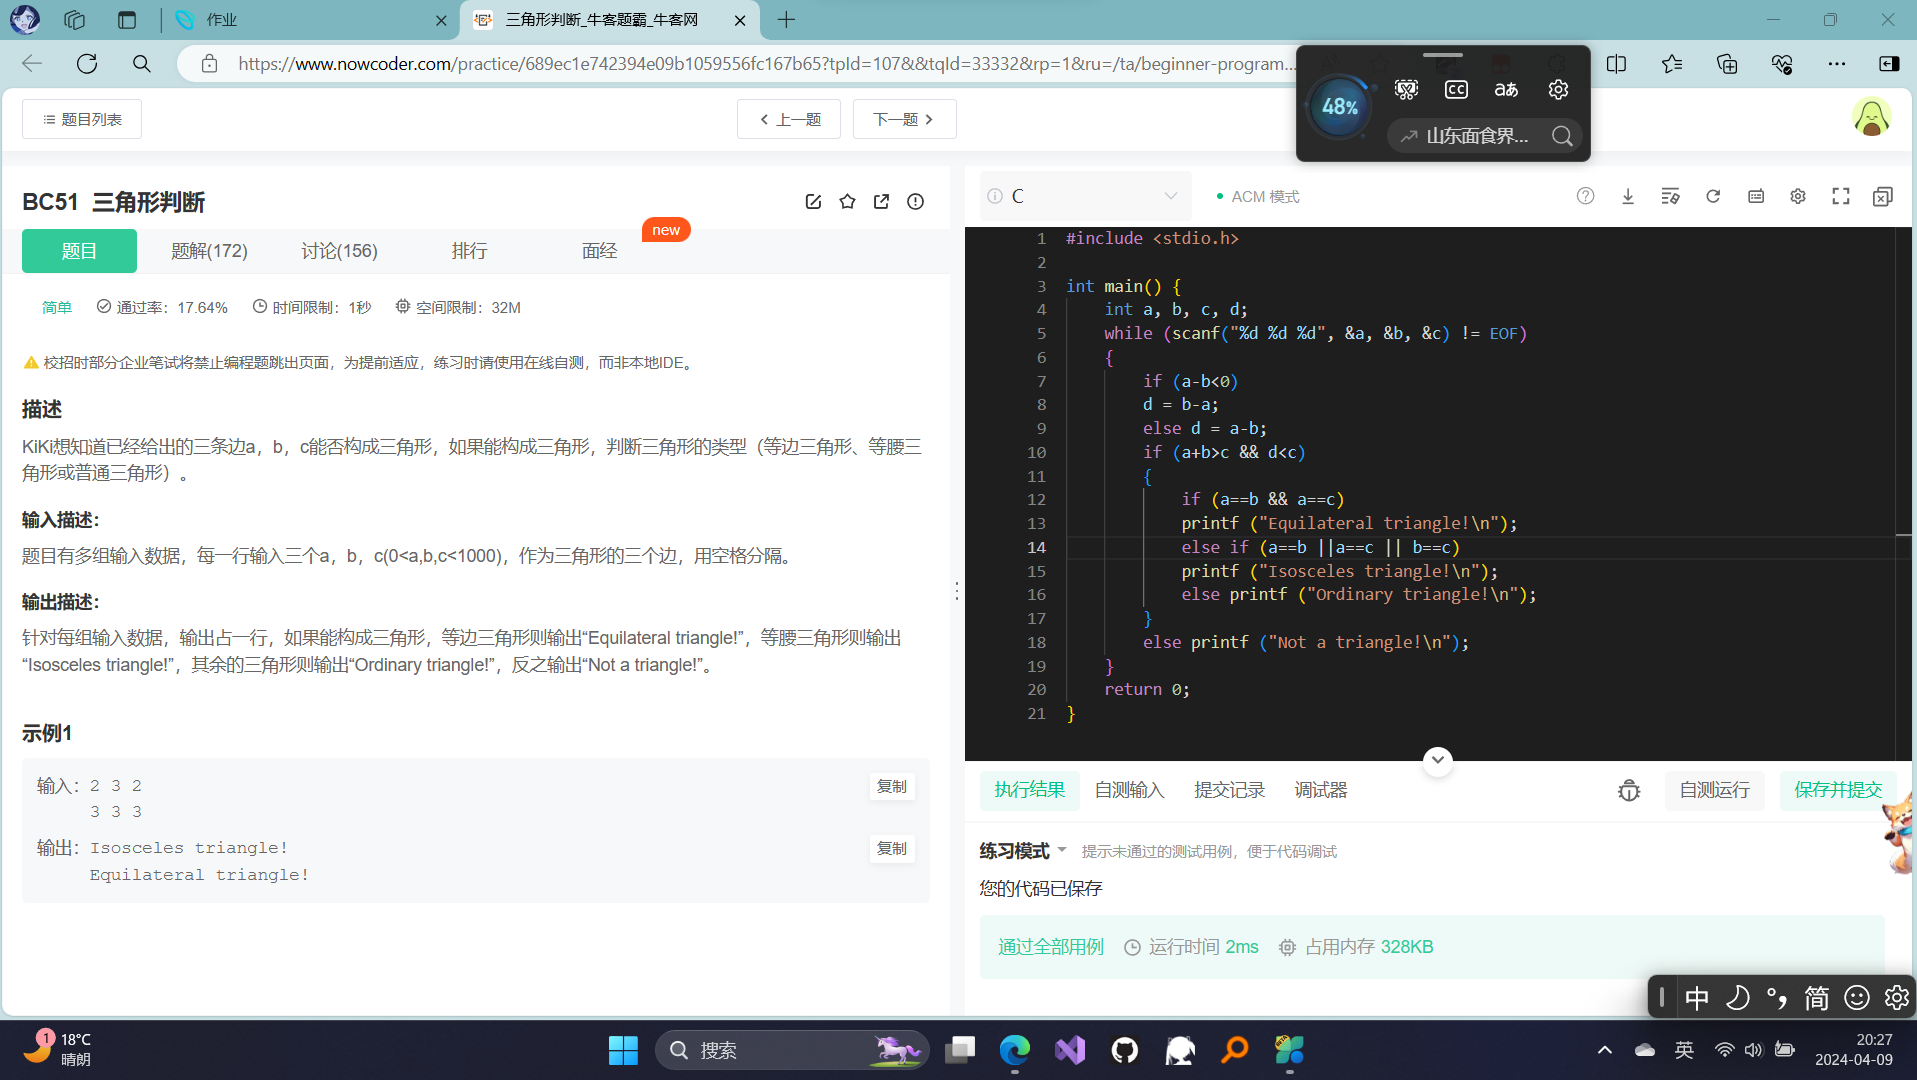 作业
三角形判断_牛客题霸_牛客网
https://www.nowcoder.com/practice/689ec1e742394e09b1059556fc167b65?tpId=107&&tqId=33332&rp=1&ru=/ta/beginner-program...
48%
CC
aあ
山东面食界...
题目列表
上一题
下一题
BC51 三角形判断
new
题目
题解(172)
讨论(156)
排行
面经
简单
通过率：17.64%
时间限制：1秒
空间限制：32M
校招时部分企业笔试将禁止编程题跳出页面，为提前适应，练习时请使用在线自测，而非本地IDE。
描述
KiKi想知道已经给出的三条边a，b，c能否构成三角形，如果能构成三角形，判断三角形的类型（等边三角形、等腰三
角形或普通三角形）。
输入描述：
题目有多组输入数据，每一行输入三个a，b，c(0<a,b,c<1000)，作为三角形的三个边，用空格分隔。
输出描述：
针对每组输入数据，输出占一行，如果能构成三角形，等边三角形则输出“Equilateral triangle!”，等腰三角形则输出
“Isosceles triangle!”，其余的三角形则输出“Ordinary triangle!”，反之输出“Not a triangle!”。
示例1
输入：
2 3 2
3 3 3
复制
输出：
Isosceles triangle!
Equilateral triangle!
复制
C
ACM 模式
1 #include <stdio.h>
2
3 int main() {
4 int a, b, c, d;
5 while (scanf("%d %d %d", &a, &b, &c) != EOF)
6 {
7 if (a-b<0)
8 d = b-a;
9 else d = a-b;
10 if (a+b>c && d<c)
11 {
12 if (a==b && a==c)
13 printf ("Equilateral triangle!\n");
14 else if (a==b ||a==c || b==c)
15 printf ("Isosceles triangle!\n");
16 else printf ("Ordinary triangle!\n");
17 }
18 else printf ("Not a triangle!\n");
19 }
20 return 0;
21 }
执行结果
自测输入
提交记录
调试器
自测运行
保存并提交
练习模式
提示未通过的测试用例，便于代码调试
您的代码已保存
通过全部用例
运行时间 2ms
占用内存 328KB
中
简
1
18°C
晴朗
搜索
英
20:27
2024-04-09